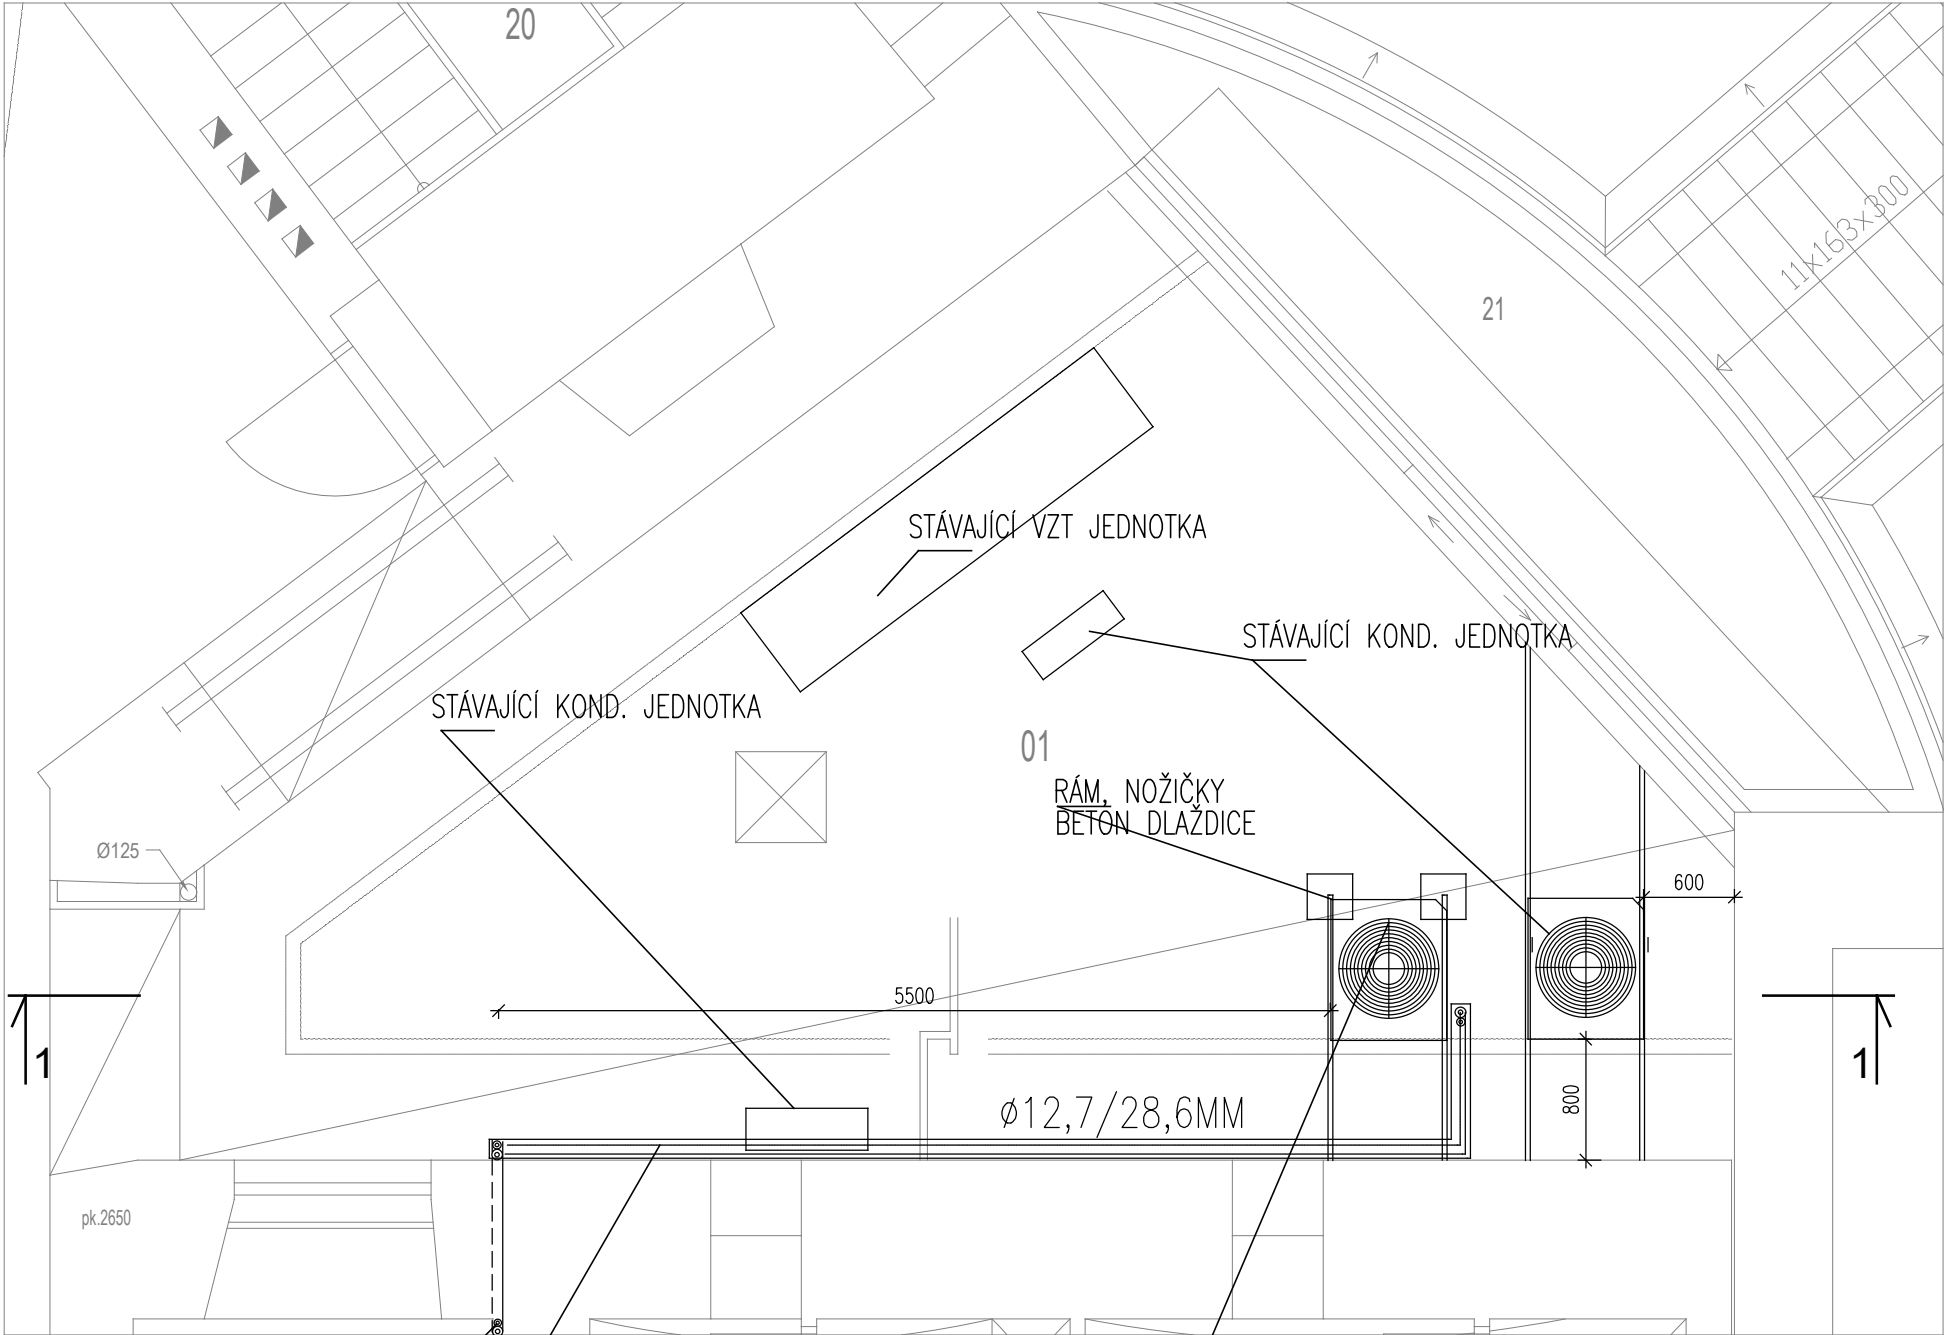 20
11x163x300
21
STÁVAJÍCÍ VZT JEDNOTKA
STÁVAJÍCÍ KOND. JEDNOTKA
STÁVAJÍCÍ KOND. JEDNOTKA
01
RÁM, NOŽIČKY
BETON DLAŽDICE
Ø125
600
5500
1
1
800
ϕ12,7/28,6MM
pk.2650